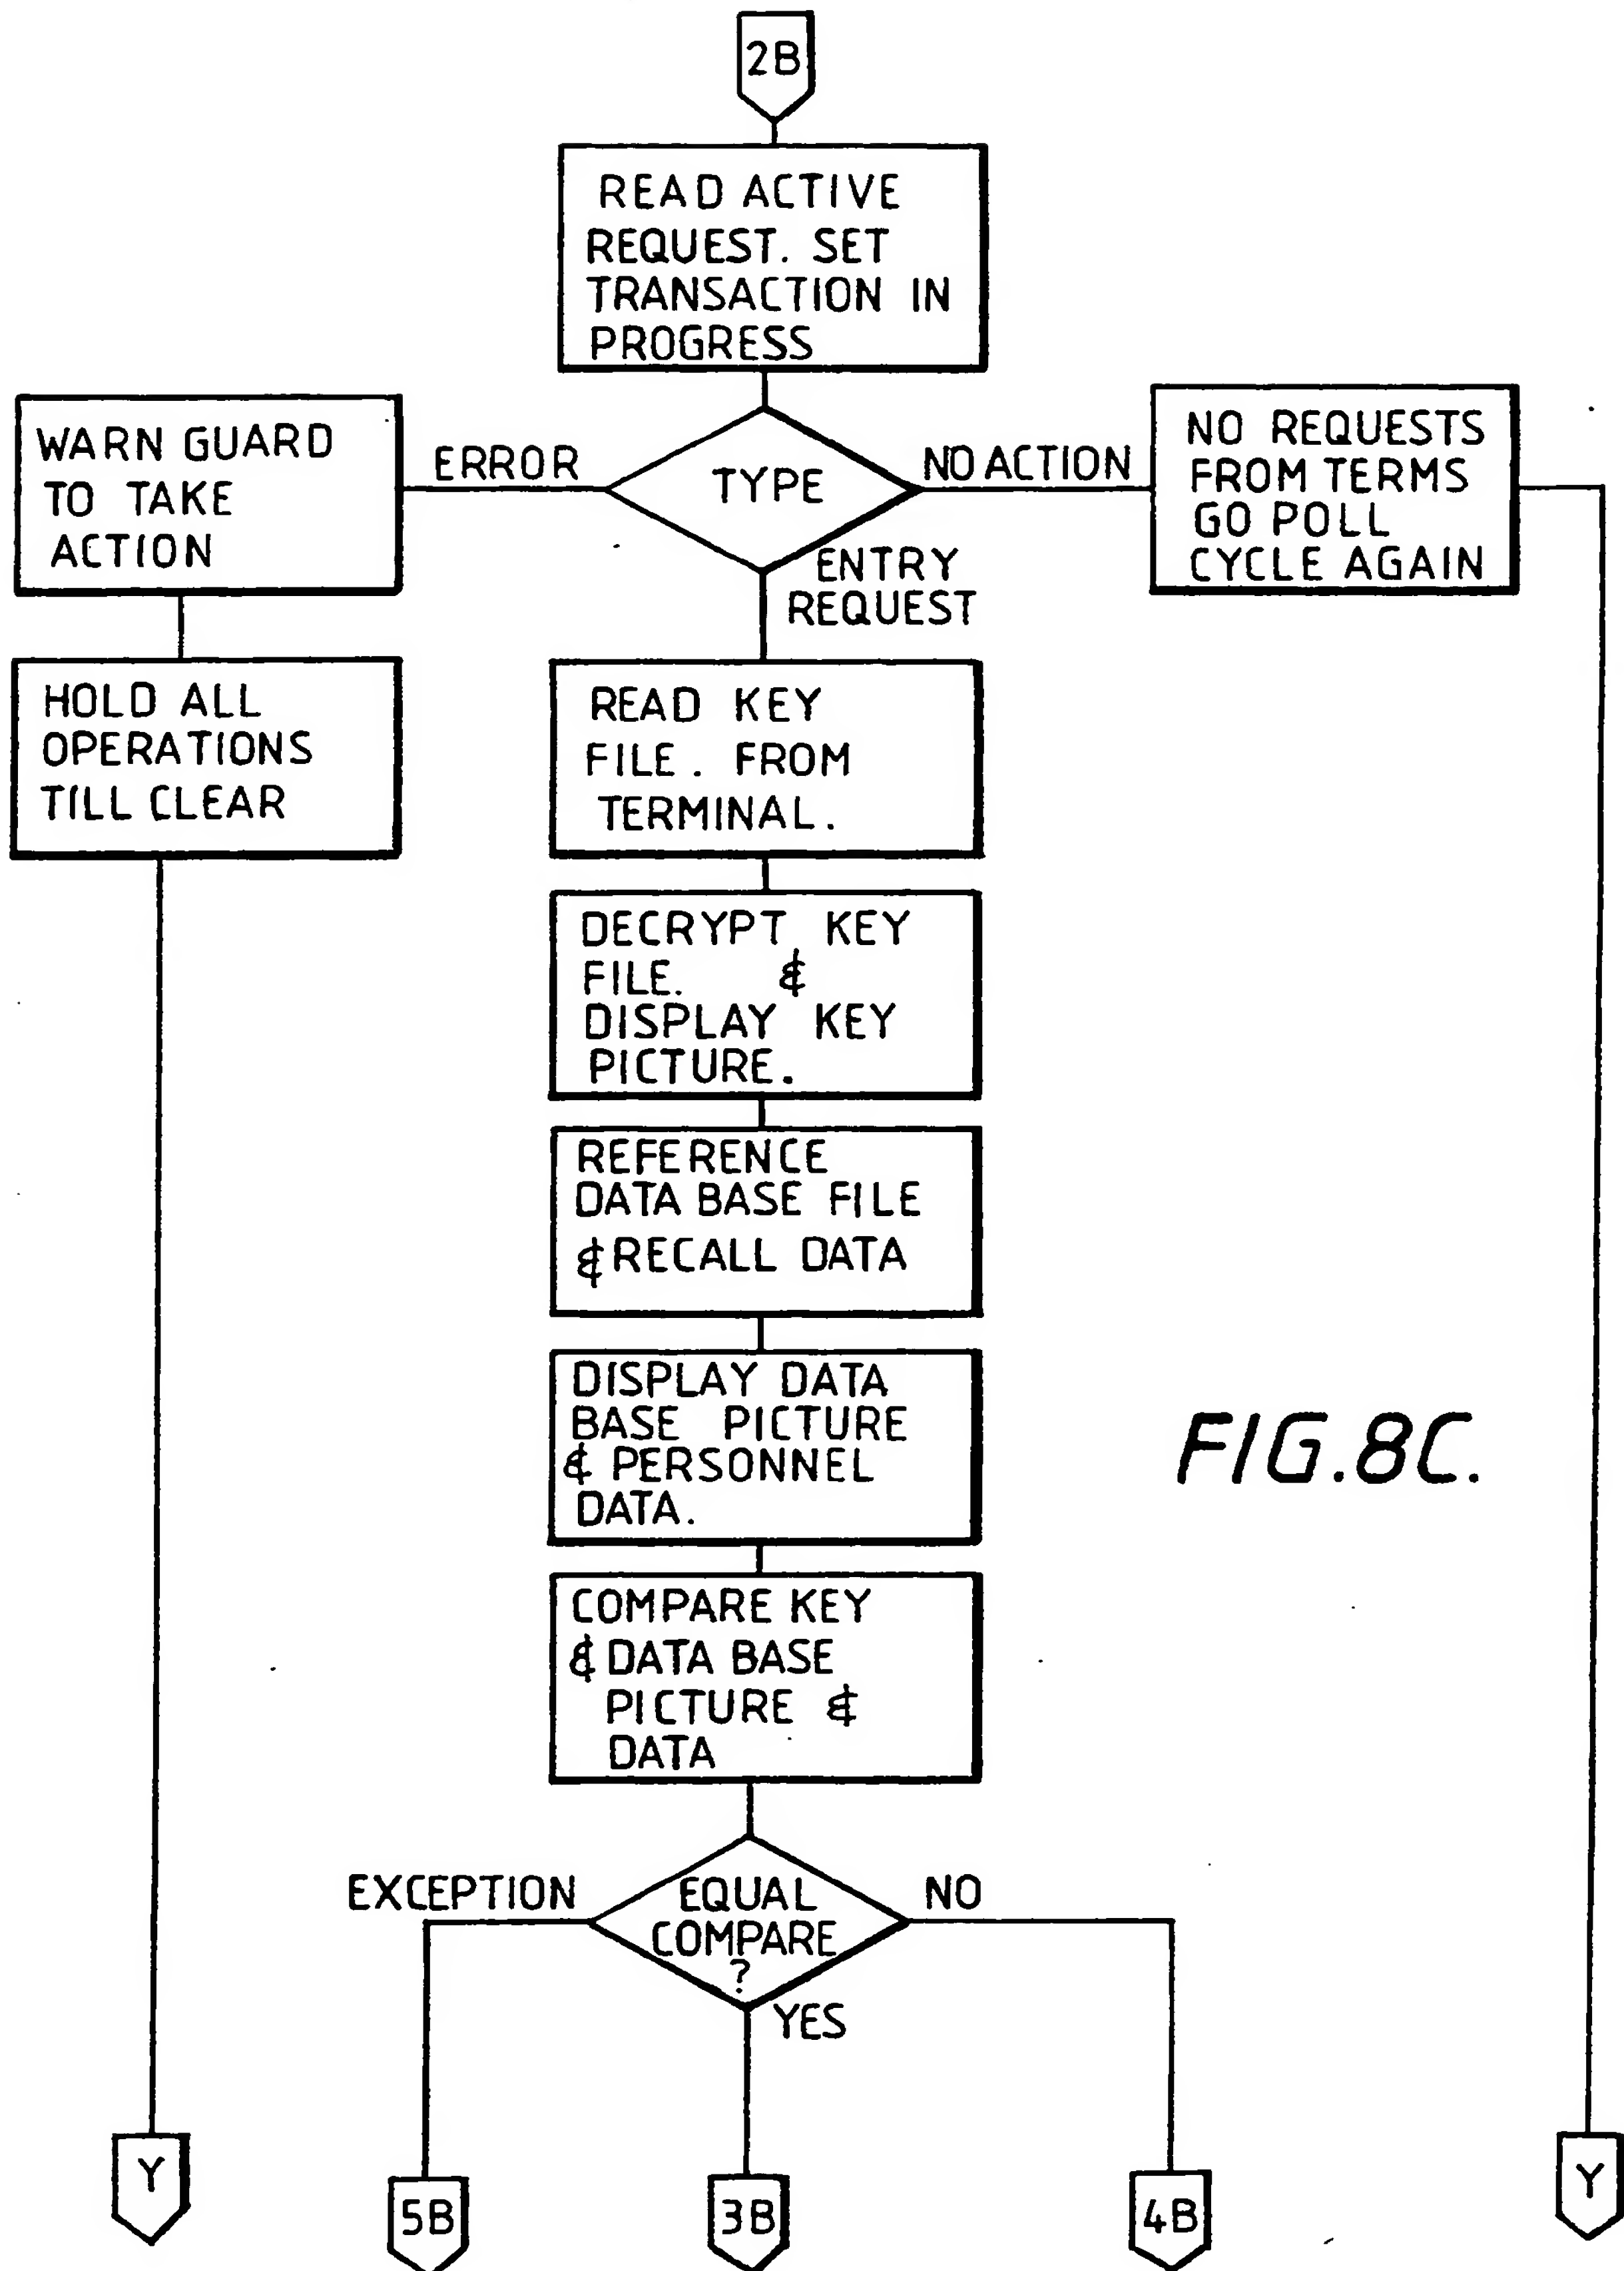 2B
READ ACTIVE
REQUEST. SET
TRANSACTION IN
PROGRESS
WARN GUARD
TO TAKE
ACTION
ERROR
TYPE
NO ACTION
NO REQUESTS
FROM TERMS
GO POLL
CYCLE AGAIN
ENTRY
REQUEST
HOLD ALL
OPERATIONS
TILL CLEAR
READ KEY
FILE. FROM
TERMINAL.
DECRYPT KEY
FILE. &
DISPLAY KEY
PICTURE.
REFERENCE
DATA BASE FILE
& RECALL DATA
DISPLAY DATA
BASE PICTURE
& PERSONNEL
DATA.
FIG.8C.
COMPARE KEY
& DATA BASE
PICTURE &
DATA
EXCEPTION
EQUAL
COMPARE
?
NO
YES
Y
5B
3B
4B
Y